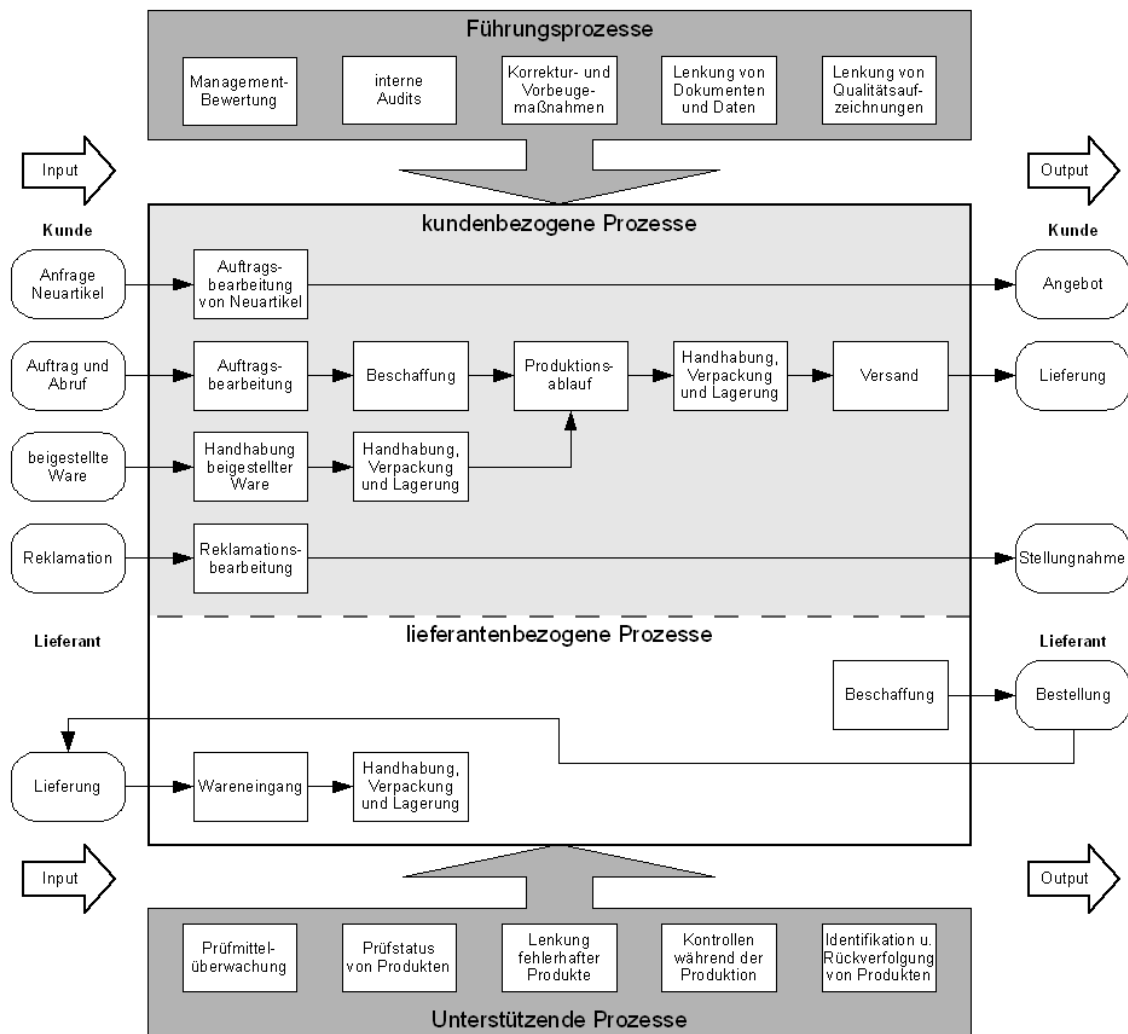 Führungsprozesse
Management-
Bewertung
interne
Audits
Korrektur- und
Vorbeuge-
maßnahmen
Lenkung von
Dokumenten
und Daten
Lenkung von
Qualitätsauf-
zeichnungen
Input
Output
kundenbezogene Prozesse
Kunde
Kunde
Anfrage
Neuartikel
Auftrags-
bearbeitung
von Neuartikel
Angebot
Auftrag und
Abruf
Auftrags-
bearbeitung
Beschaffung
Produktions-
ablauf
Handhabung,
Verpackung
und Lagerung
Versand
Lieferung
beigestellte
Ware
Handhabung
beigestellter
Ware
Handhabung,
Verpackung
und Lagerung
Reklamation
Reklamations-
bearbeitung
Stellungnahme
lieferantenbezogene Prozesse
Lieferant
Lieferant
Beschaffung
Bestellung
Lieferung
Wareneingang
Handhabung,
Verpackung
und Lagerung
Input
Output
Prüfmittel-
überwachung
Prüfstatus
von Produkten
Lenkung
fehlerhafter
Produkte
Kontrollen
während der
Produktion
Identifikation u.
Rückverfolgung
von Produkten
Unterstützende Prozesse